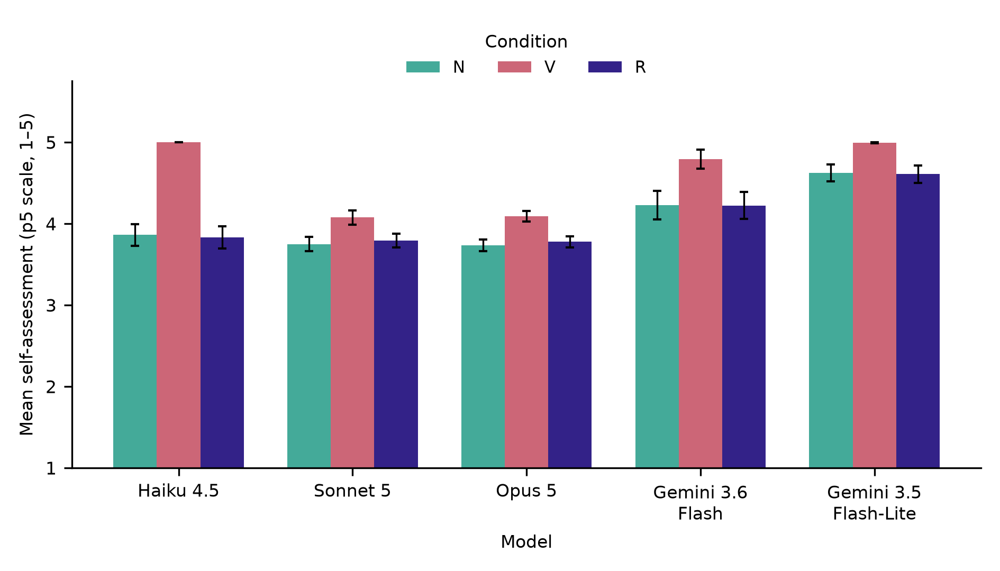 Condition
N V R
Mean self-assessment (p5 scale, 1–5)
5
4
3
2
1
Haiku 4.5 Sonnet 5 Opus 5 Gemini 3.6 Gemini 3.5
Flash Flash-Lite
Model